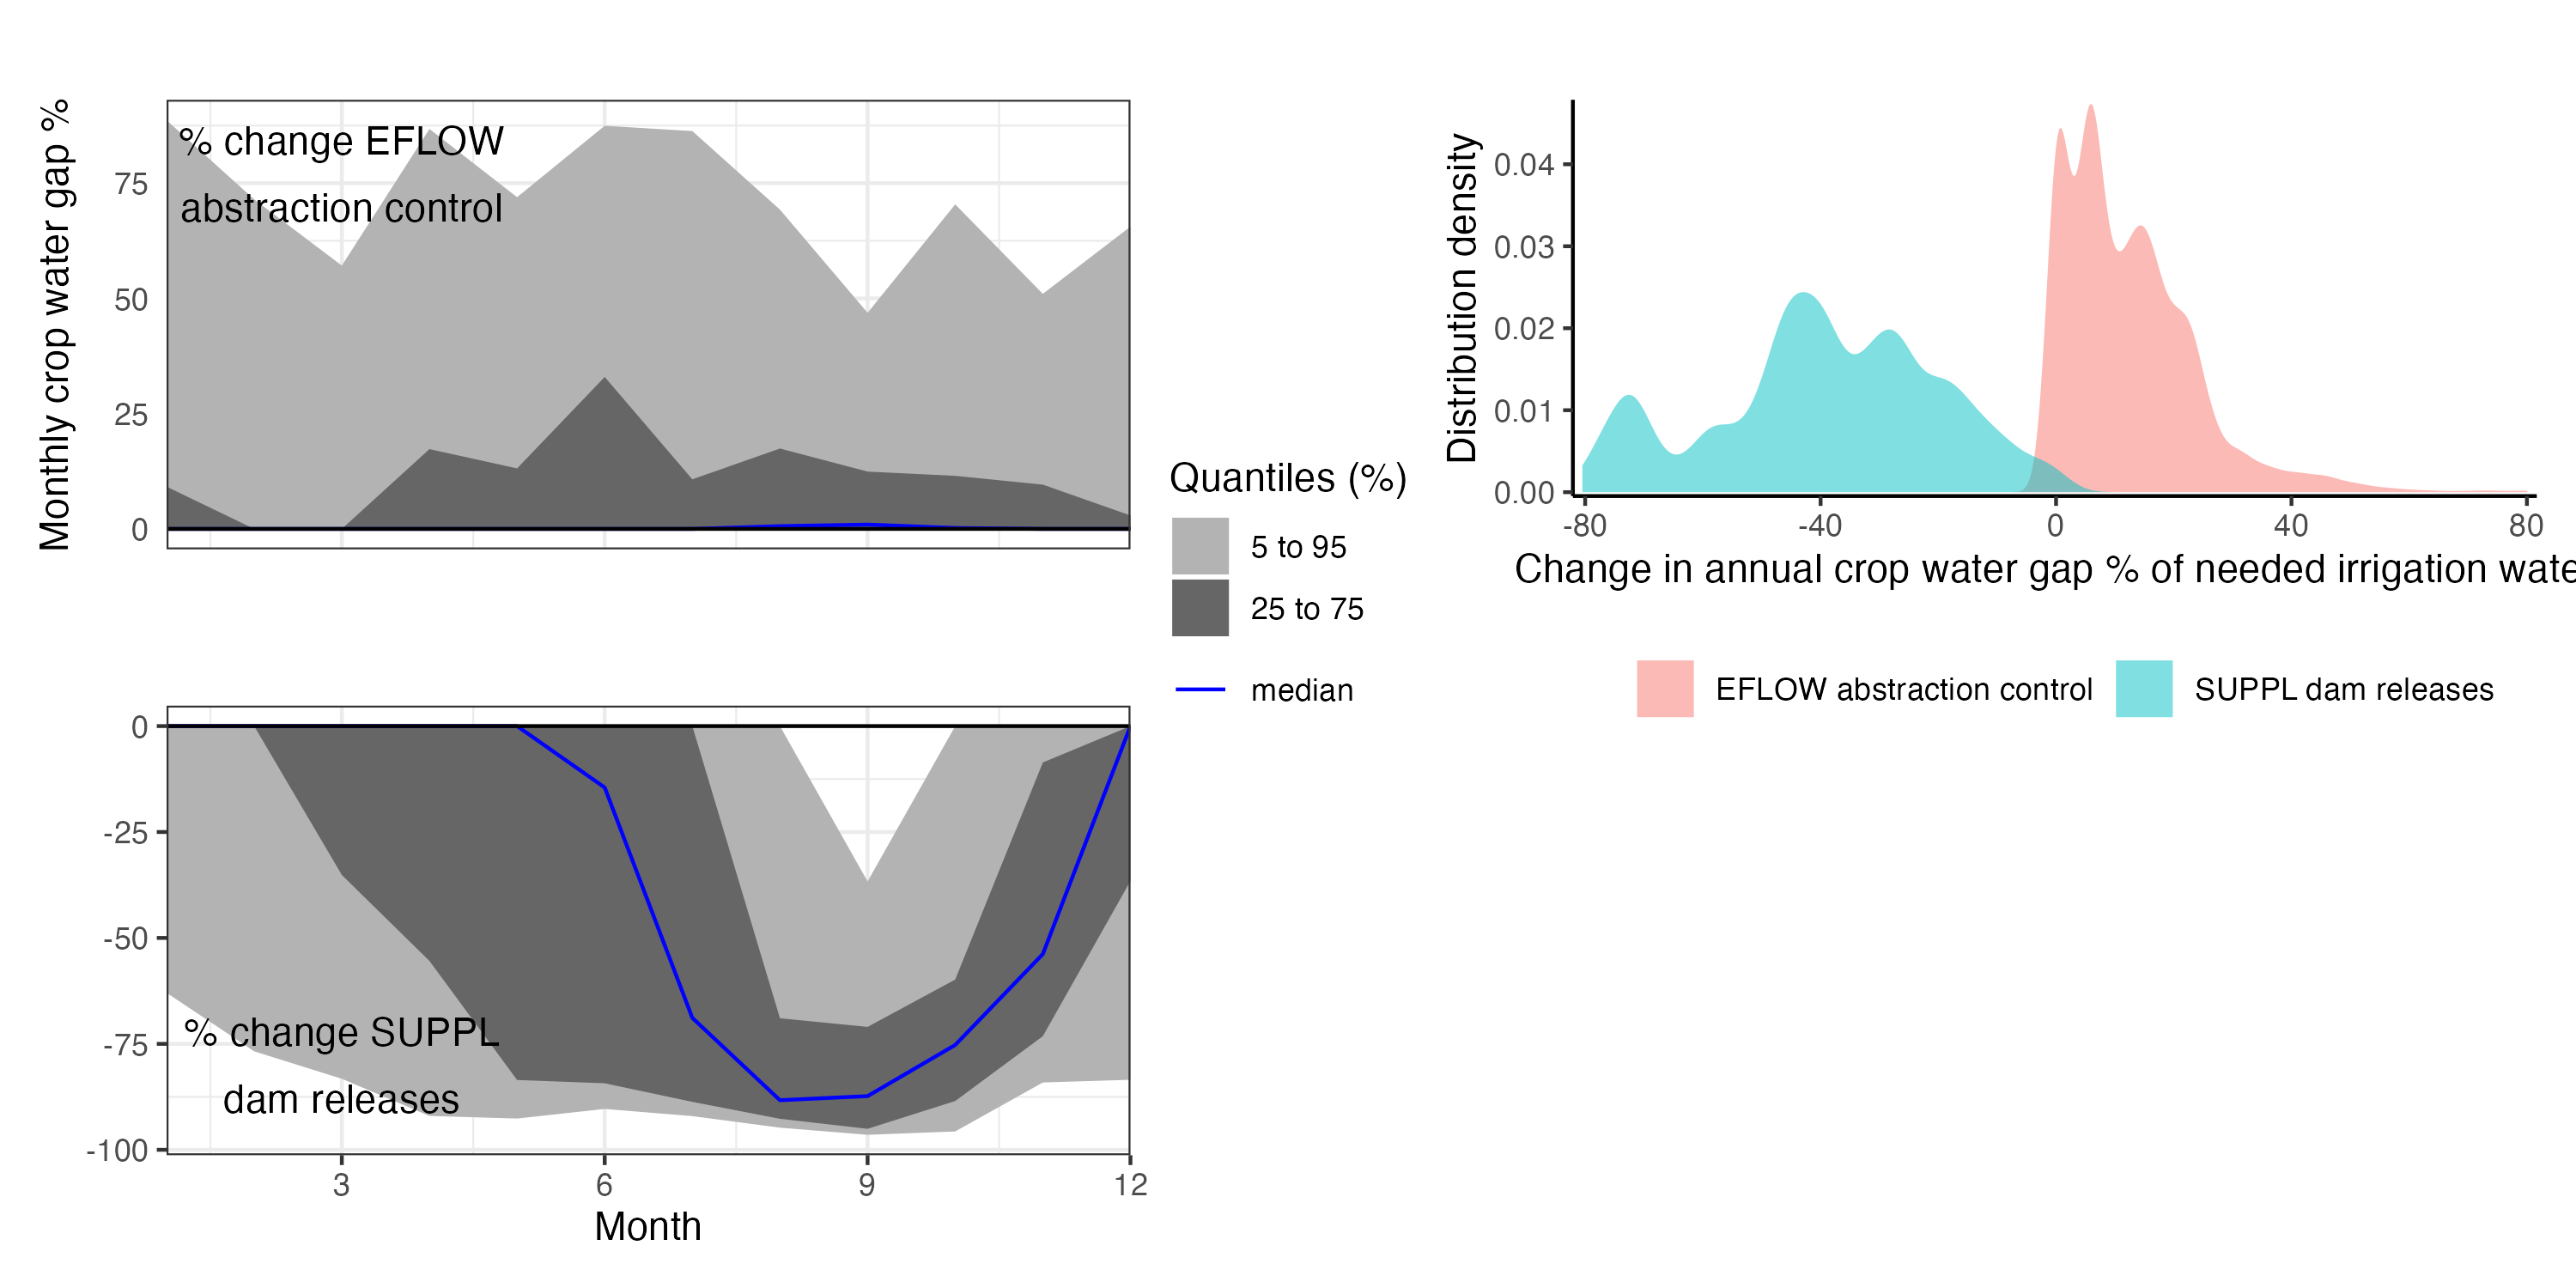 Monthly crop water gap %
% change EFLOW
abstraction control
75
50
25
0
Quantiles (%)
5 to 95
25 to 75
median
0
-25
-50
-75
-100
% change SUPPL
dam releases
3 6 9 12
Month
Distribution density
0.04
0.03
0.02
0.01
0.00
-80 -40 0 40 80
Change in annual crop water gap % of needed irrigation wate
EFLOW abstraction control SUPPL dam releases